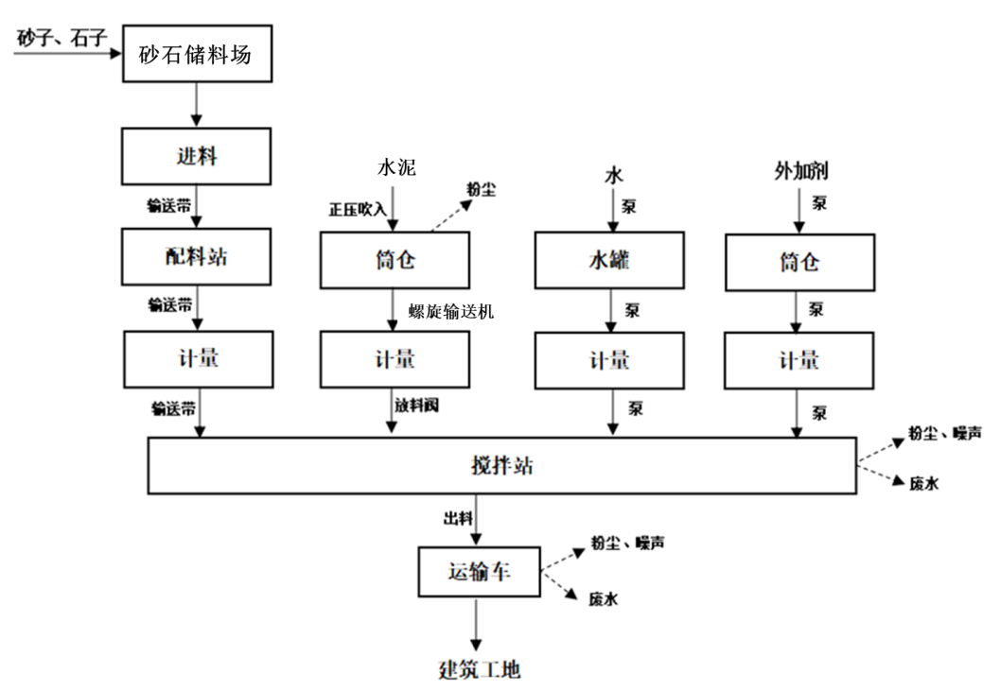 砂子、石子
砂石储料场
进料
水泥
水
外加剂
粉尘
输送带
正压吹入
泵
泵
配料站
筒仓
水罐
筒仓
输送带
螺旋输送机
泵
泵
计量
计量
计量
计量
输送带
放料阀
泵
泵
粉尘、噪声
搅拌站
废水
出料
粉尘、噪声
运输车
废水
建筑工地